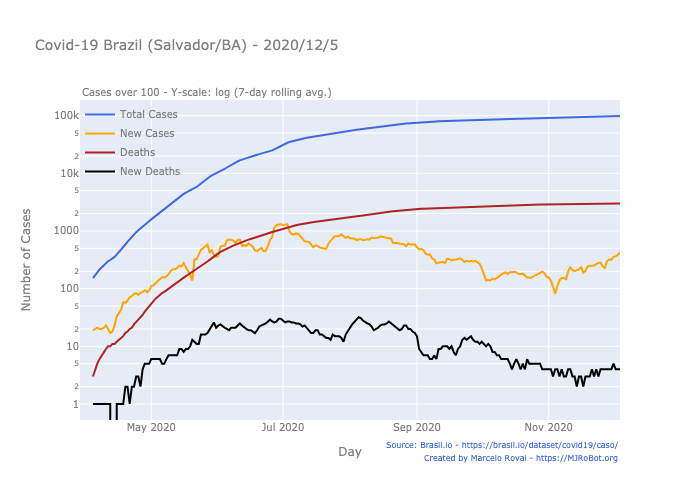 Covid-19 Brazil (Salvador/BA) - 2020/12/5
Cases over 100 - Y-scale: log (7-day rolling avg.)
Total Cases
New Cases
Deaths
New Deaths
100k
5
2
10k
5
2
1000
5
2
100
5
2
10
5
2
1
Number of Cases
May 2020
Jul 2020
Sep 2020
Nov 2020
Day
Source: Brasil.io - https://brasil.io/dataset/covid19/caso/
Created by Marcelo Rovai - https://MJRoBot.org